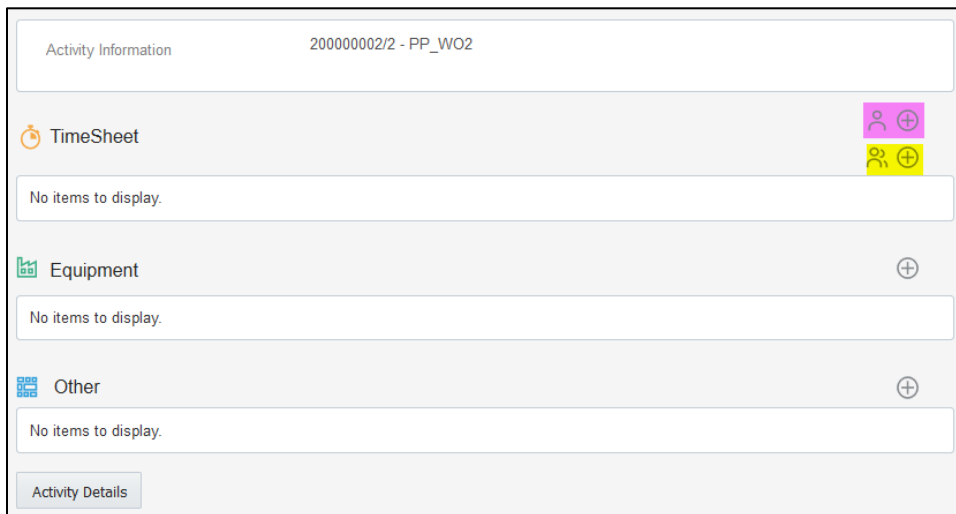 Activity Information
200000002/2 - PP_WO2
TimeSheet
No items to display.
Equipment
No items to display.
Other
No items to display.
Activity Details